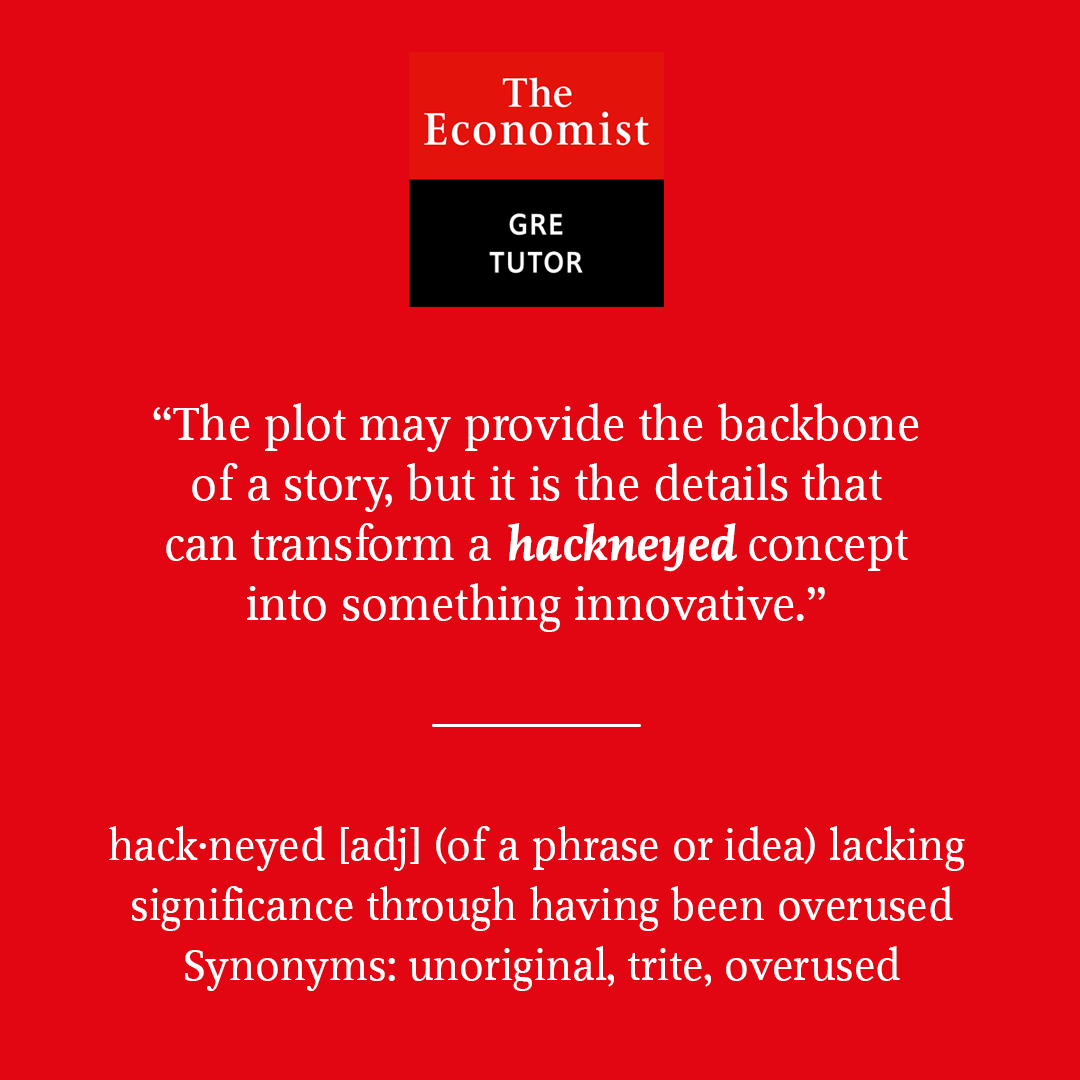 The
Economist
GRE
TUTOR
“The plot may provide the backbone
of a story, but it is the details that
can transform a hackneyed concept
into something innovative.”
hack·neyed [adj] (of a phrase or idea) lacking
significance through having been overused
Synonyms: unoriginal, trite, overused